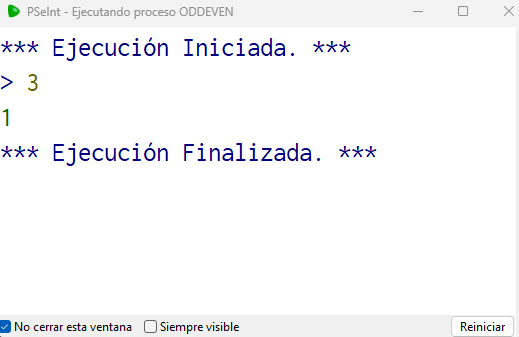 PSeInt - Ejecutando proceso ODDEVEN
*** Ejecución Iniciada. ***
> 3
1
*** Ejecución Finalizada. ***
No cerrar esta ventana
Siempre visible
Reiniciar